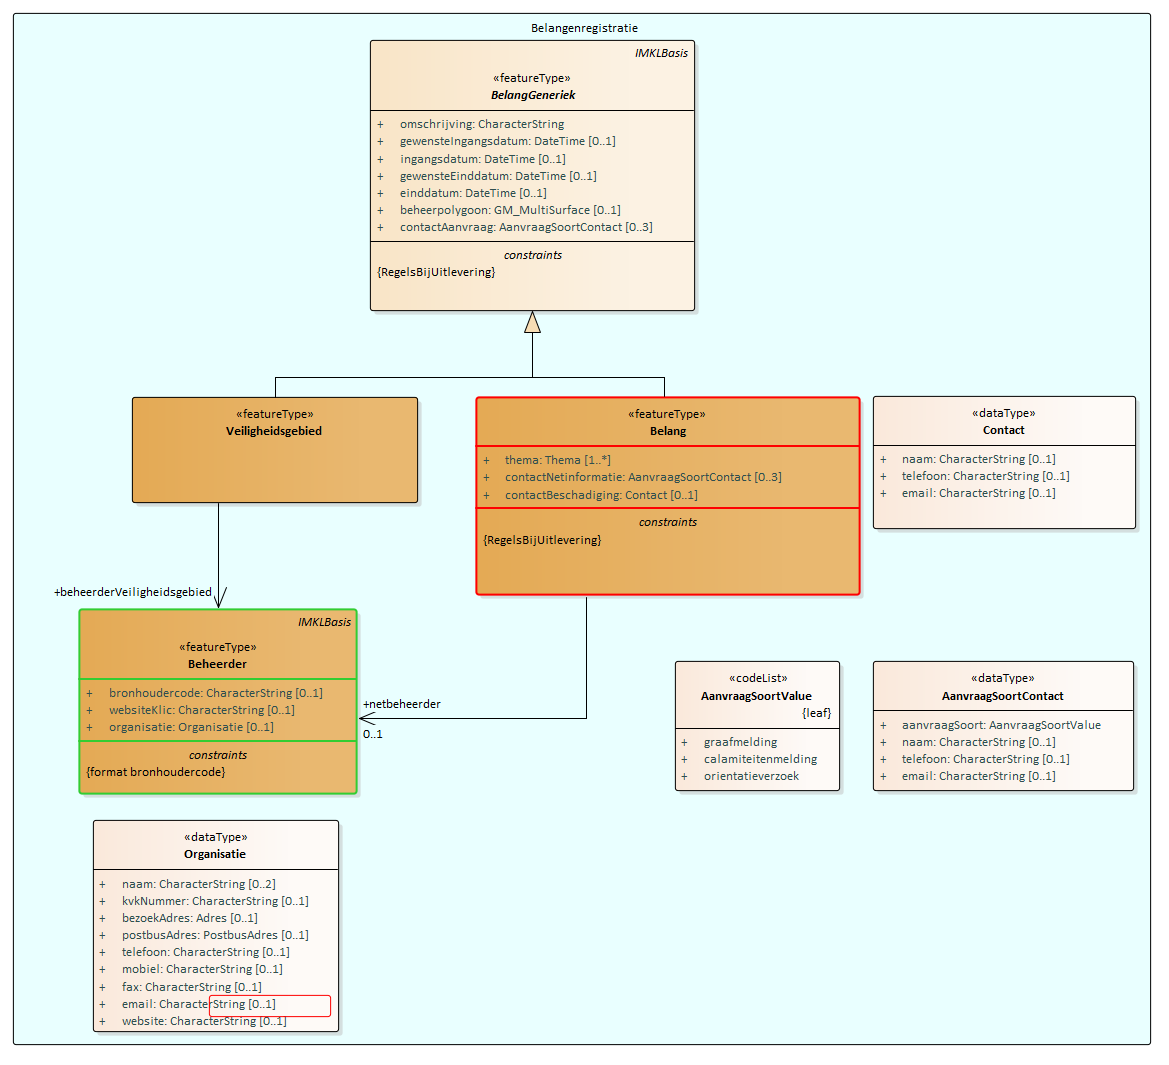 Belangenregistratie
IMKLBasis
«featureType»
BelangGeneriek
+ omschrijving: CharacterString
+ gewensteIngangsdatum: DateTime [0..1]
+ ingangsdatum: DateTime [0..1]
+ gewensteEinddatum: DateTime [0..1]
+ einddatum: DateTime [0..1]
+ beheerpolygoon: GM_MultiSurface [0..1]
+ contactAanvraag: AanvraagSoortContact [0..3]
constraints
{RegelsBijUitlevering}
«featureType»
Veiligheidsgebied
«featureType»
Belang
+ thema: Thema [1..*]
+ contactNetinformatie: AanvraagSoortContact [0..3]
+ contactBeschadiging: Contact [0..1]
constraints
{RegelsBijUitlevering}
«dataType»
Contact
+ naam: CharacterString [0..1]
+ telefoon: CharacterString [0..1]
+ email: CharacterString [0..1]
+beheerderVeiligheidsgebied
IMKLBasis
«featureType»
Beheerder
+ bronhoudercode: CharacterString [0..1]
+ websiteKlic: CharacterString [0..1]
+ organisatie: Organisatie [0..1]
constraints
{format bronhoudercode}
+netbeheerder
0..1
«codeList»
AanvraagSoortValue
{leaf}
+ graafmelding
+ calamiteitenmelding
+ orientatieverzoek
«dataType»
AanvraagSoortContact
+ aanvraagSoort: AanvraagSoortValue
+ naam: CharacterString [0..1]
+ telefoon: CharacterString [0..1]
+ email: CharacterString [0..1]
«dataType»
Organisatie
+ naam: CharacterString [0..2]
+ kvkNummer: CharacterString [0..1]
+ bezoekAdres: Adres [0..1]
+ postbusAdres: PostbusAdres [0..1]
+ telefoon: CharacterString [0..1]
+ mobiel: CharacterString [0..1]
+ fax: CharacterString [0..1]
+ email: CharacterString [0..1]
+ website: CharacterString [0..1]